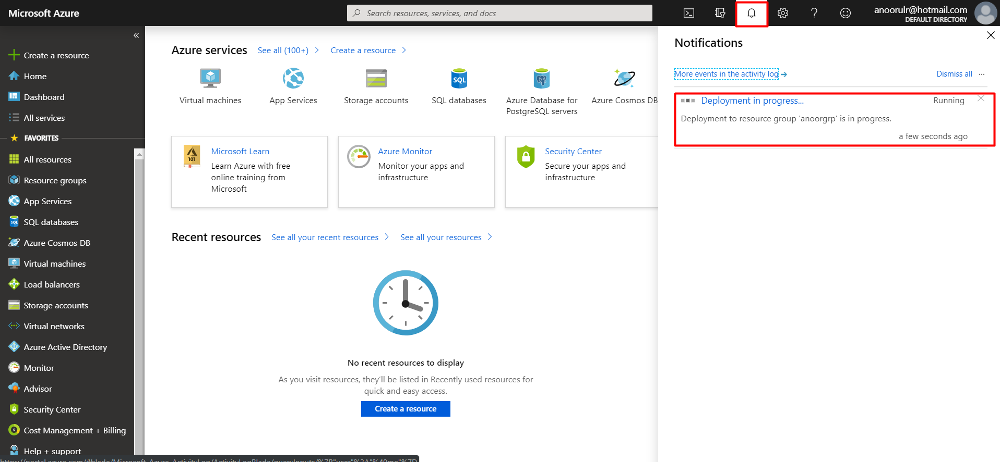 Microsoft Azure
Search resources, services, and docs
anoorulr@hotmail.com
DEFAULT DIRECTORY
Create a resource
Home
Dashboard
All services
FAVORITES
All resources
Resource groups
App Services
SQL databases
Azure Cosmos DB
Virtual machines
Load balancers
Storage accounts
Virtual networks
Azure Active Directory
Monitor
Advisor
Security Center
Cost Management + Billing
Help + support
Azure services
See all (100+)
Create a resource
Virtual machines
App Services
Storage accounts
SQL
SQL databases
Azure Database for
PostgreSQL servers
Azure Cosmos DB
101
Microsoft Learn
Learn Azure with free
online training from
Microsoft
Azure Monitor
Monitor your apps and
infrastructure
Security Center
Secure your apps and
infrastructure
Recent resources
See all your recent resources
See all your resources
No recent resources to display
As you visit resources, they'll be listed in Recently used resources for
quick and easy access.
Create a resource
Notifications
More events in the activity log
Dismiss all ...
Deployment in progress...
Running
Deployment to resource group 'anoorgrp' is in progress.
a few seconds ago